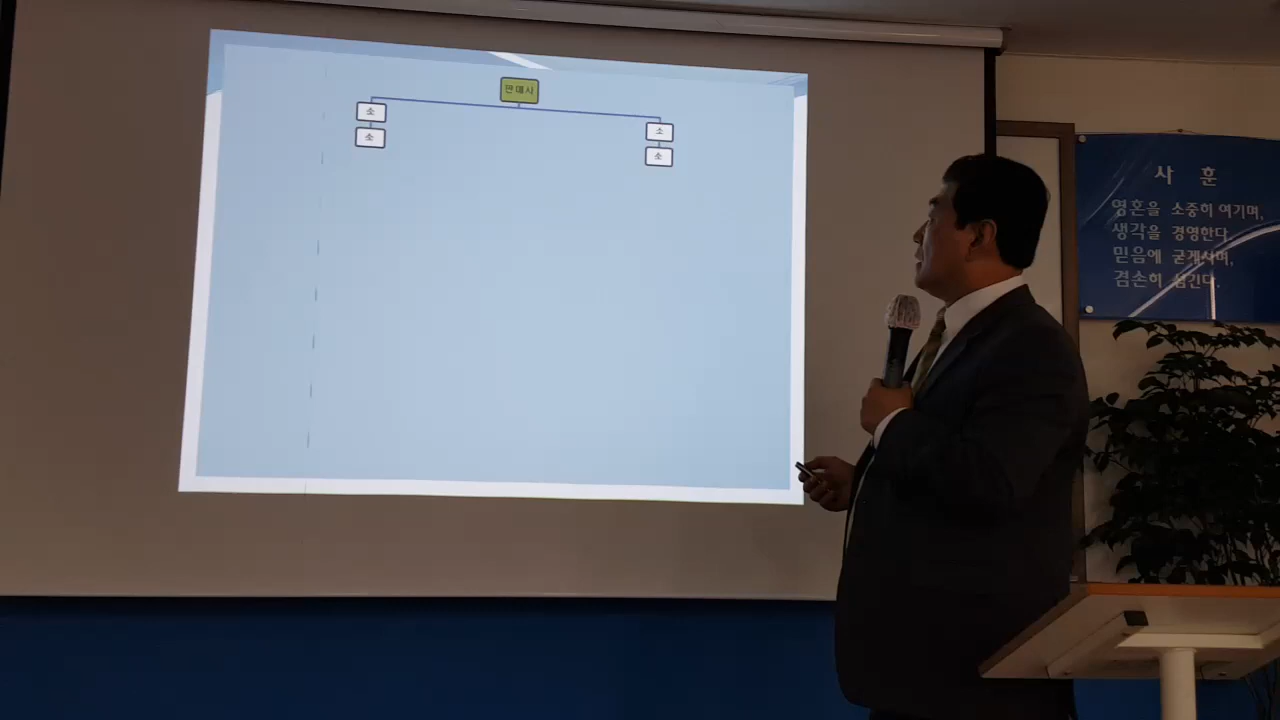 판매사
소
소
소
소
사 훈
영혼을 소중히 여기며,
생각을 경영한다
믿음에 굳게서며,
겸손히 섬긴다.